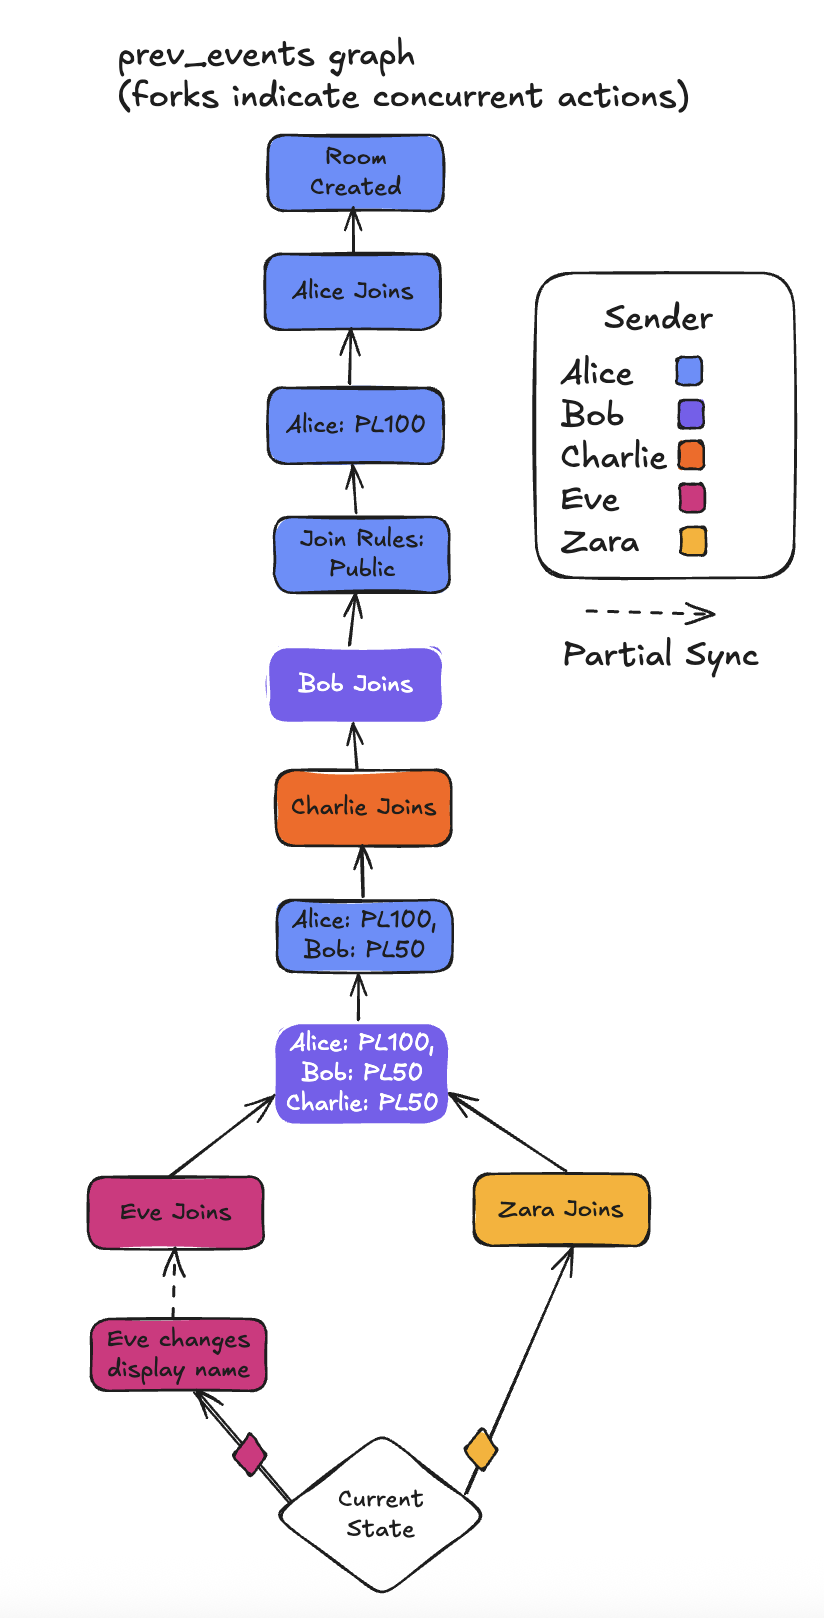 prev_events graph
(forks indicate concurrent actions)
Room
Created
Alice Joins
Alice: PL100
Join Rules:
Public
Bob Joins
Charlie Joins
Alice: PL100,
Bob: PL50
Alice: PL100,
Bob: PL50
Charlie: PL50
Eve Joins
Zara Joins
Eve changes
display name
Current
State
Sender
Alice
Bob
Charlie
Eve
Zara
Partial Sync